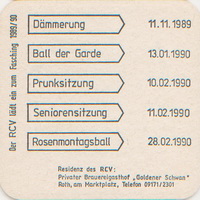 Der RCV lädt ein zum Fasching 1989/90
Dämmerung 11.11.1989
Ball der Garde 13.01.1990
Prunksitzung 10.02.1990
Seniorensitzung 11.02.1990
Rosenmontagsball 28.02.1990
Residenz des RCV:
Privater Brauereigasthof „Goldener Schwan"
Roth, am Marktplatz, Telefon 09171/2301